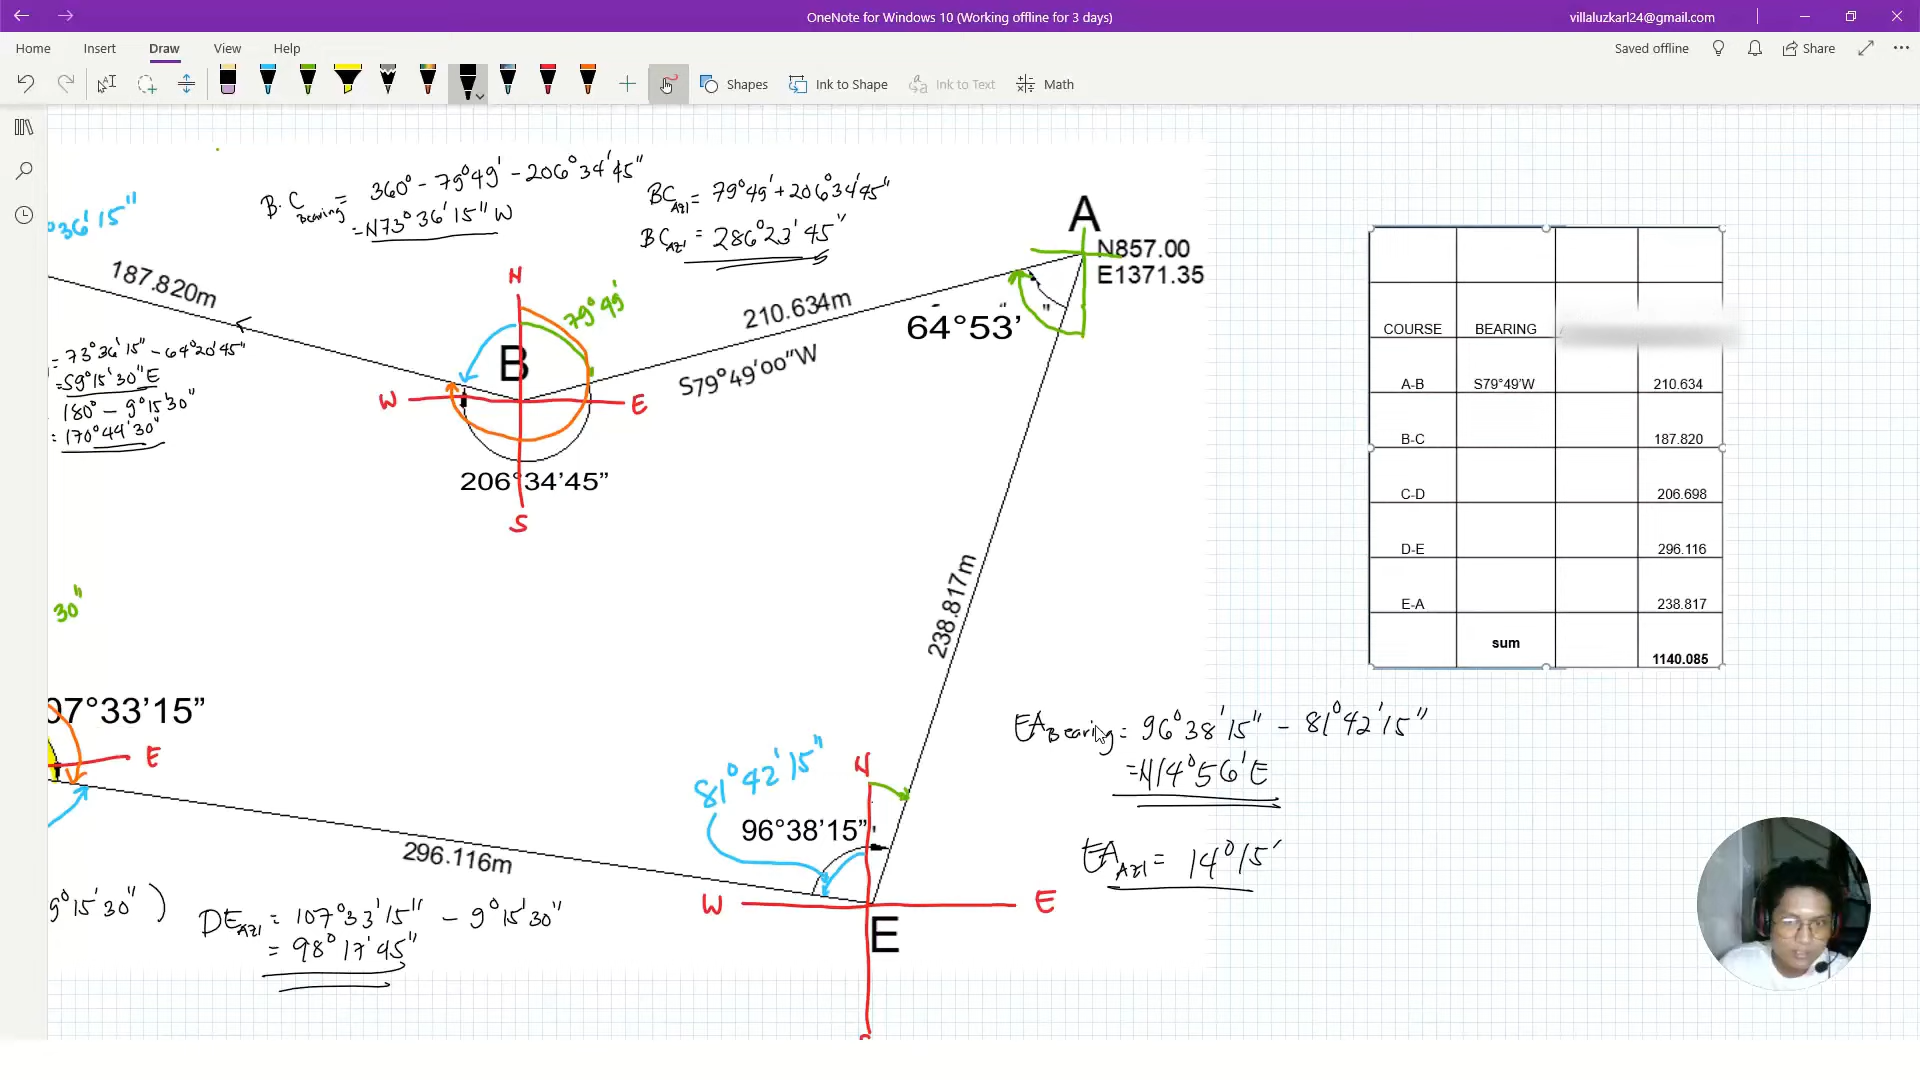 OneNote for Windows 10 (Working offline for 3 days)
villaluzkarl24@gmail.com
Home Insert Draw View Help
Saved offline Share
Shapes Ink to Shape Ink to Text Math
B.C Bearing = 360° - 79°49' - 206°34'45"
= N73°36'15" W
BC Azi = 79°49' + 206°34'45"
BC Azi = 286°23'45"
36'15"
187.820m
= 73°36'15" - 64°20'45"
= S9°15'30" E
180° - 9°15'30"
= 170°44'30"
N
79°49'
B
W
E
S
206°34'45”
210.634m
S79°49'00"W
A
N857.00
E1371.35
64°53' "
"
238.817m
COURSE BEARING
A-B S79°49'W 210.634
B-C 187.820
C-D 206.698
D-E 296.116
E-A 238.817
sum
1140.085
30"
07°33'15”
E
296.116m
9°15'30" )
DE Azi = 107°33'15" - 9°15'30"
= 98°17'45"
81°42'15"
N
96°38'15”
W
E
E
EA Bearing = 96°38'15" - 81°42'15"
= N14°56' E
EA Azi = 14°15'